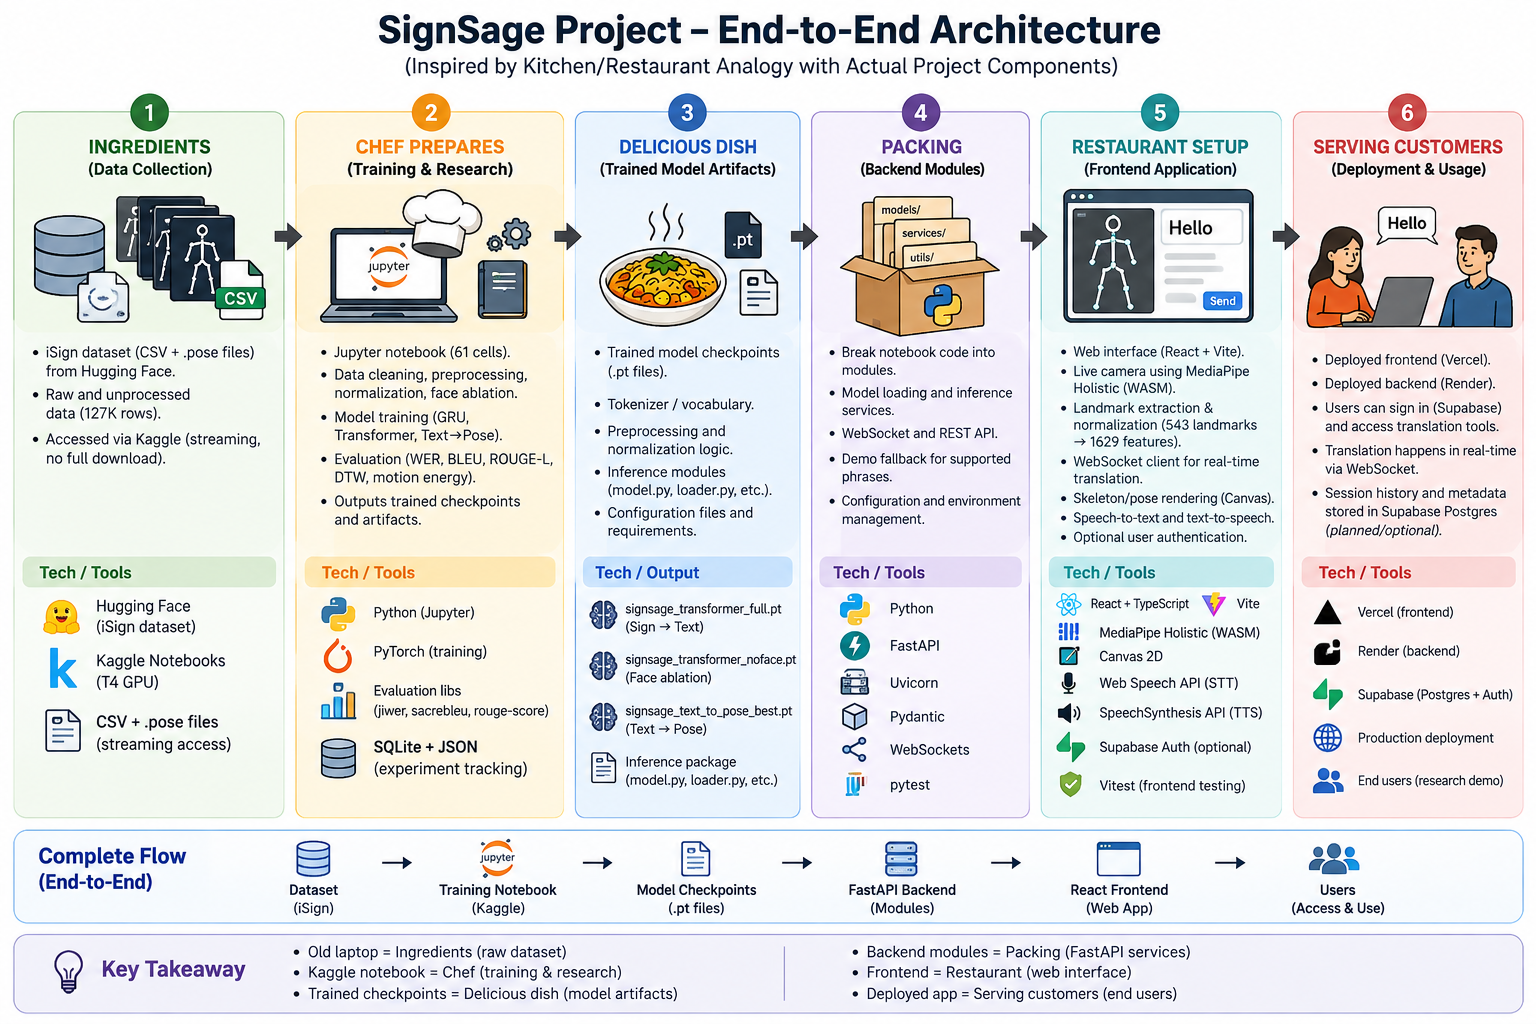 SignSage Project – End-to-End Architecture
(Inspired by Kitchen/Restaurant Analogy with Actual Project Components)
1
INGREDIENTS
(Data Collection)
CSV
• iSign dataset (CSV + .pose files)
from Hugging Face.
• Raw and unprocessed
data (127K rows).
• Accessed via Kaggle (streaming,
no full download).
Tech / Tools
Hugging Face
(iSign dataset)
k
Kaggle Notebooks
(T4 GPU)
CSV + .pose files
(streaming access)
2
CHEF PREPARES
(Training & Research)
jupyter
• Jupyter notebook (61 cells).
• Data cleaning, preprocessing,
normalization, face ablation.
• Model training (GRU,
Transformer, Text→Pose).
• Evaluation (WER, BLEU, ROUGE-L,
DTW, motion energy).
• Outputs trained checkpoints
and artifacts.
Tech / Tools
Python (Jupyter)
PyTorch (training)
Evaluation libs
(jiwer, sacrebleu, rouge-score)
SQLite + JSON
(experiment tracking)
3
DELICIOUS DISH
(Trained Model Artifacts)
.pt
• Trained model checkpoints
(.pt files).
• Tokenizer / vocabulary.
• Preprocessing and
normalization logic.
• Inference modules
(model.py, loader.py, etc.).
• Configuration files and
requirements.
Tech / Output
signsage_transformer_full.pt
(Sign → Text)
signsage_transformer_noface.pt
(Face ablation)
signsage_text_to_pose_best.pt
(Text → Pose)
Inference package
(model.py, loader.py, etc.)
4
PACKING
(Backend Modules)
models/
services/
utils/
• Break notebook code into
modules.
• Model loading and inference
services.
• WebSocket and REST API.
• Demo fallback for supported
phrases.
• Configuration and environment
management.
Tech / Tools
Python
FastAPI
Uvicorn
Pydantic
WebSockets
pytest
5
RESTAURANT SETUP
(Frontend Application)
Hello
Send
• Web interface (React + Vite).
• Live camera using MediaPipe
Holistic (WASM).
• Landmark extraction &
normalization (543 landmarks
→ 1629 features).
• WebSocket client for real-time
translation.
• Skeleton/pose rendering (Canvas).
• Speech-to-text and text-to-speech.
• Optional user authentication.
Tech / Tools
React + TypeScript Vite
MediaPipe Holistic (WASM)
Canvas 2D
Web Speech API (STT)
SpeechSynthesis API (TTS)
Supabase Auth (optional)
Vitest (frontend testing)
6
SERVING CUSTOMERS
(Deployment & Usage)
Hello
• Deployed frontend (Vercel).
• Deployed backend (Render).
• Users can sign in (Supabase)
and access translation tools.
• Translation happens in real-time
via WebSocket.
• Session history and metadata
stored in Supabase Postgres
(planned/optional).
Tech / Tools
Vercel (frontend)
Render (backend)
Supabase (Postgres + Auth)
Production deployment
End users (research demo)
Complete Flow
(End-to-End)
Dataset
(iSign)
jupyter
Training Notebook
(Kaggle)
Model Checkpoints
(.pt files)
FastAPI Backend
(Modules)
React Frontend
(Web App)
Users
(Access & Use)
Key Takeaway
• Old laptop = Ingredients (raw dataset)
• Kaggle notebook = Chef (training & research)
• Trained checkpoints = Delicious dish (model artifacts)
• Backend modules = Packing (FastAPI services)
• Frontend = Restaurant (web interface)
• Deployed app = Serving customers (end users)